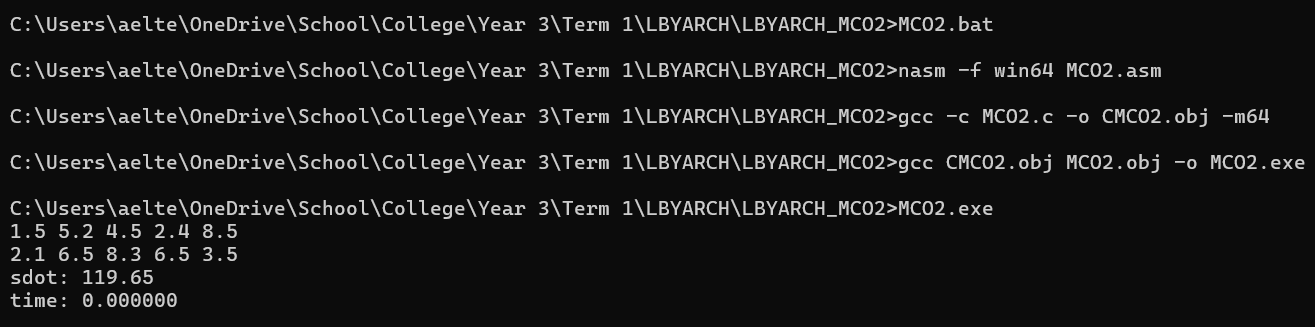 C:\Users\aelte\OneDrive\School\College\Year 3\Term 1\LBYARCH\LBYARCH_MCO2>MCO2.bat
C:\Users\aelte\OneDrive\School\College\Year 3\Term 1\LBYARCH\LBYARCH_MCO2>nasm -f win64 MCO2.asm
C:\Users\aelte\OneDrive\School\College\Year 3\Term 1\LBYARCH\LBYARCH_MCO2>gcc -c MCO2.c -o CMCO2.obj -m64
C:\Users\aelte\OneDrive\School\College\Year 3\Term 1\LBYARCH\LBYARCH_MCO2>gcc CMCO2.obj MCO2.obj -o MCO2.exe
C:\Users\aelte\OneDrive\School\College\Year 3\Term 1\LBYARCH\LBYARCH_MCO2>MCO2.exe
1.5 5.2 4.5 2.4 8.5
2.1 6.5 8.3 6.5 3.5
sdot: 119.65
time: 0.000000